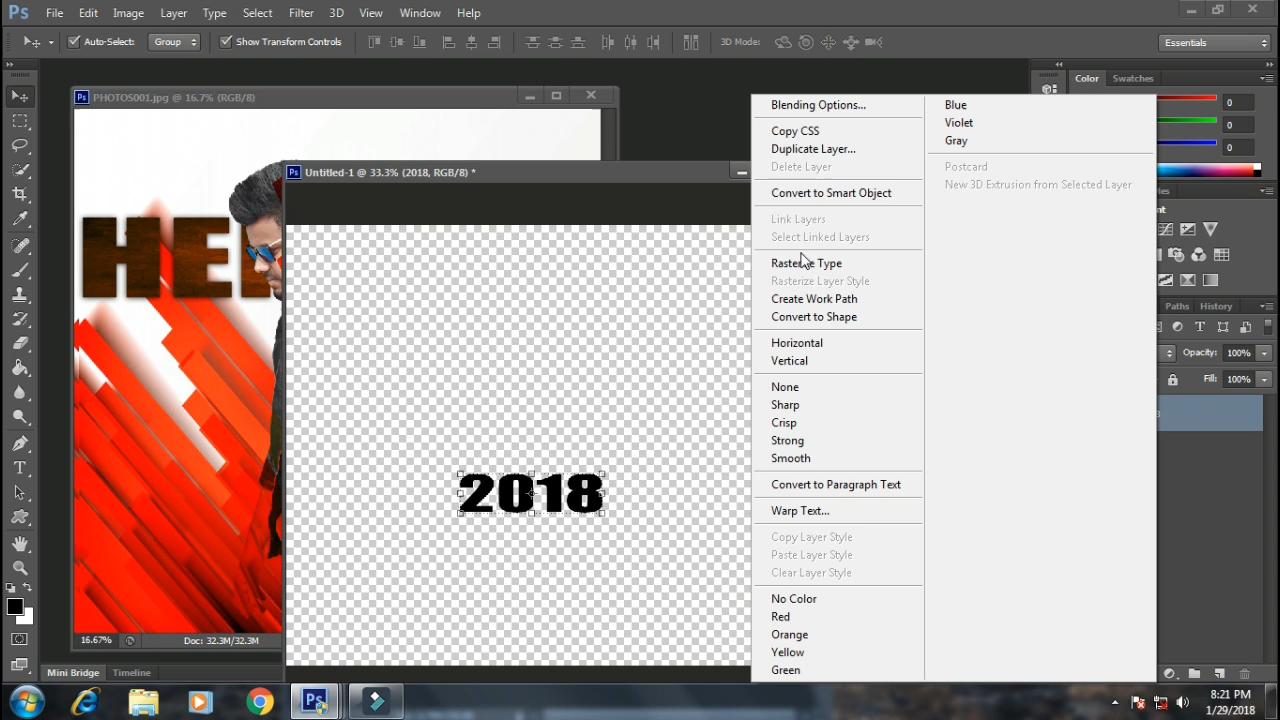 Ps File Edit Image Layer Type Select Filter 3D View Window Help
Auto-Select: Group Show Transform Controls 3D Mode: Essentials
PHOTOS001.jpg @ 16.7% (RGB/8)
Color Swatches
0
0
0
Untitled-1 @ 33.3% (2018, RGB/8) *
HE
2018
Blending Options...
Copy CSS
Duplicate Layer...
Delete Layer
Convert to Smart Object
Link Layers
Select Linked Layers
Rasterize Type
Rasterize Layer Style
Create Work Path
Convert to Shape
Horizontal
Vertical
None
Sharp
Crisp
Strong
Smooth
Convert to Paragraph Text
Warp Text...
Copy Layer Style
Paste Layer Style
Clear Layer Style
No Color
Red
Orange
Yellow
Green
Blue
Violet
Gray
Postcard
New 3D Extrusion from Selected Layer
Paths History
Opacity: 100%
Fill: 100%
16.67% Doc: 32.3M/32.3M
Mini Bridge Timeline
8:21 PM
1/29/2018